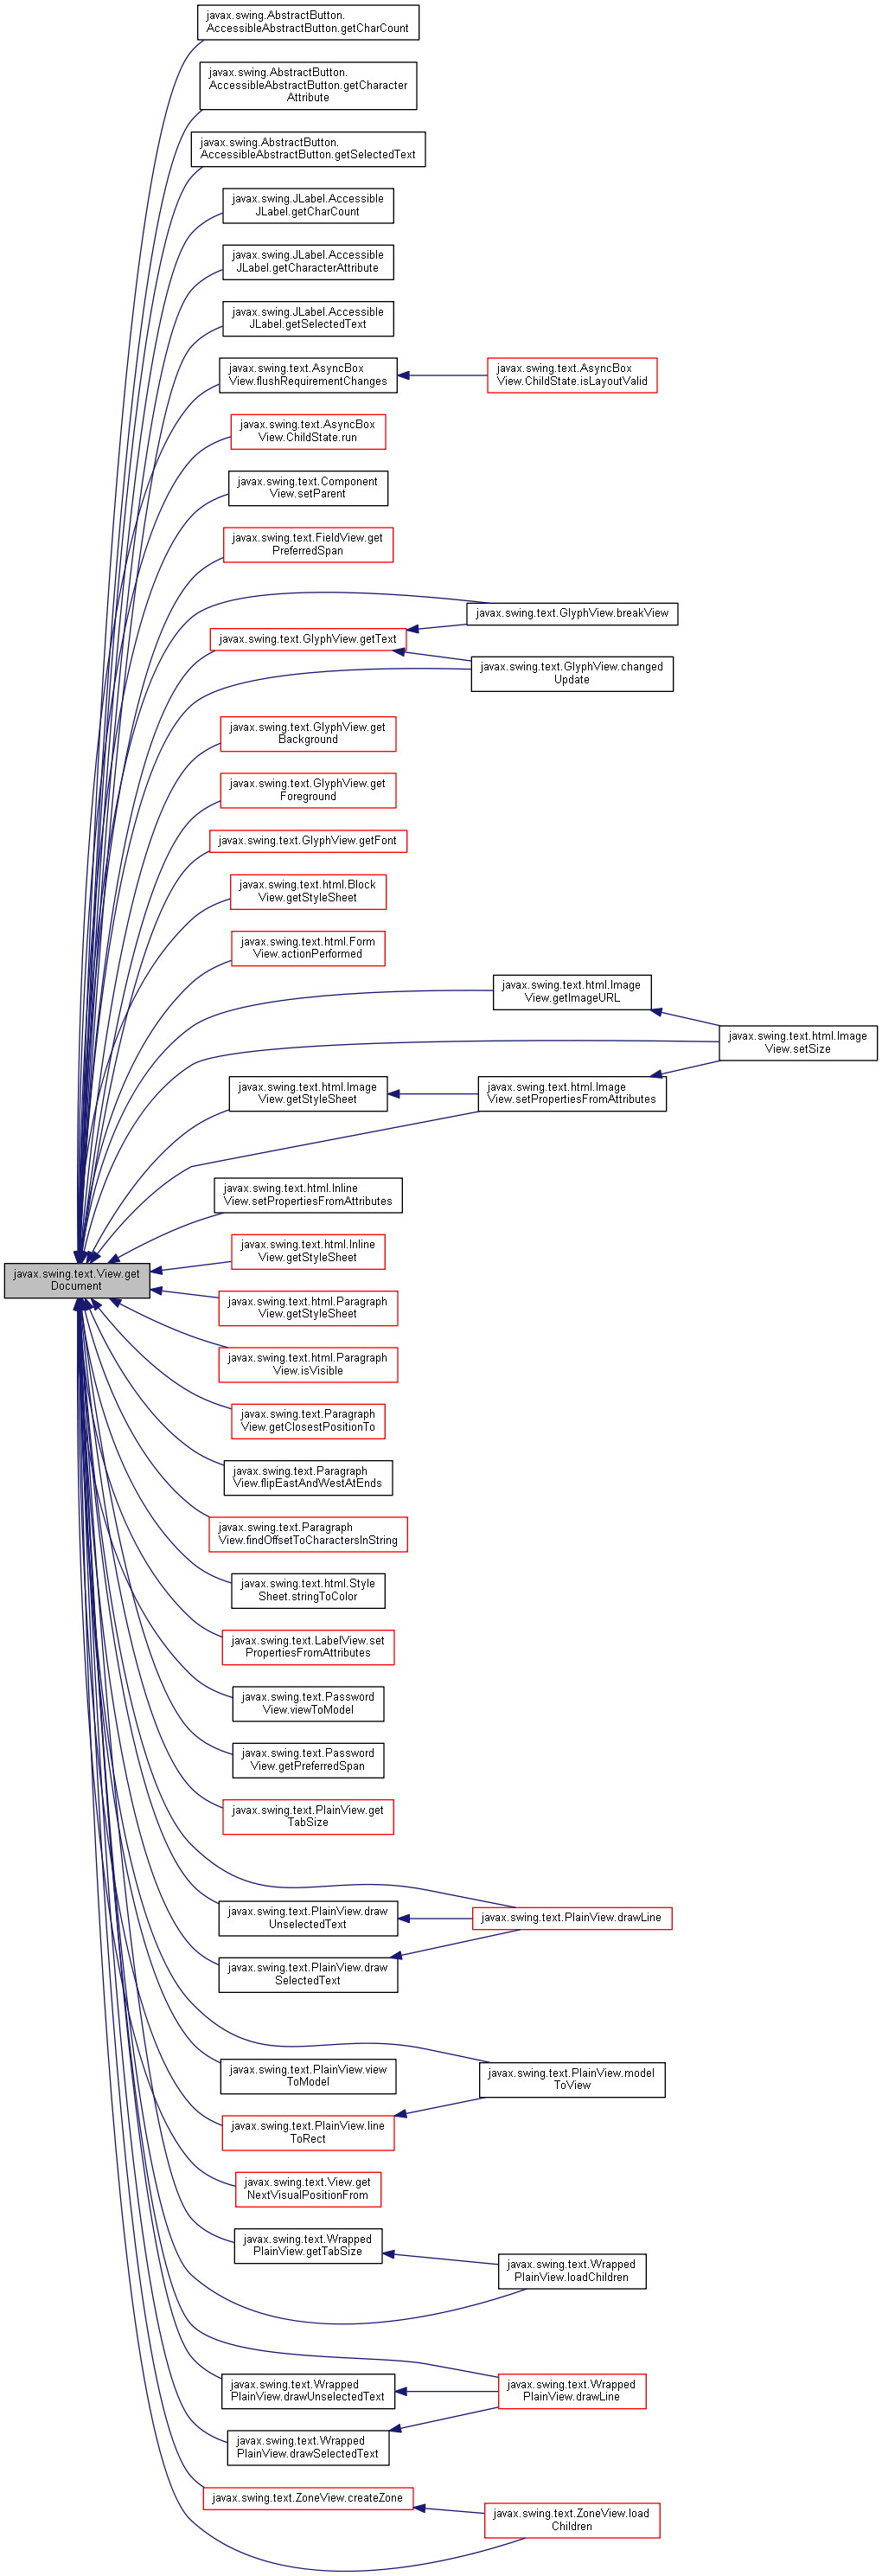 javax.swing.AbstractButton.
AccessibleAbstractButton.getCharCount
javax.swing.AbstractButton.
AccessibleAbstractButton.getCharacter
Attribute
javax.swing.AbstractButton.
AccessibleAbstractButton.getSelectedText
javax.swing.JLabel.Accessible
JLabel.getCharCount
javax.swing.JLabel.Accessible
JLabel.getCharacterAttribute
javax.swing.JLabel.Accessible
JLabel.getSelectedText
javax.swing.text.AsyncBox
View.flushRequirementChanges
javax.swing.text.AsyncBox
View.ChildState.isLayoutValid
javax.swing.text.AsyncBox
View.ChildState.run
javax.swing.text.Component
View.setParent
javax.swing.text.FieldView.get
PreferredSpan
javax.swing.text.GlyphView.breakView
javax.swing.text.GlyphView.getText
javax.swing.text.GlyphView.changed
Update
javax.swing.text.GlyphView.get
Background
javax.swing.text.GlyphView.get
Foreground
javax.swing.text.GlyphView.getFont
javax.swing.text.html.Block
View.getStyleSheet
javax.swing.text.html.Form
View.actionPerformed
javax.swing.text.html.Image
View.getImageURL
javax.swing.text.html.Image
View.setSize
javax.swing.text.html.Image
View.getStyleSheet
javax.swing.text.html.Image
View.setPropertiesFromAttributes
javax.swing.text.html.Inline
View.setPropertiesFromAttributes
javax.swing.text.html.Inline
View.getStyleSheet
javax.swing.text.View.get
Document
javax.swing.text.html.Paragraph
View.getStyleSheet
javax.swing.text.html.Paragraph
View.isVisible
javax.swing.text.Paragraph
View.getClosestPositionTo
javax.swing.text.Paragraph
View.flipEastAndWestAtEnds
javax.swing.text.Paragraph
View.findOffsetToCharactersInString
javax.swing.text.html.Style
Sheet.stringToColor
javax.swing.text.LabelView.set
PropertiesFromAttributes
javax.swing.text.Password
View.viewToModel
javax.swing.text.Password
View.getPreferredSpan
javax.swing.text.PlainView.get
TabSize
javax.swing.text.PlainView.draw
UnselectedText
javax.swing.text.PlainView.drawLine
javax.swing.text.PlainView.draw
SelectedText
javax.swing.text.PlainView.view
ToModel
javax.swing.text.PlainView.model
ToView
javax.swing.text.PlainView.line
ToRect
javax.swing.text.View.get
NextVisualPositionFrom
javax.swing.text.Wrapped
PlainView.getTabSize
javax.swing.text.Wrapped
PlainView.loadChildren
javax.swing.text.Wrapped
PlainView.drawUnselectedText
javax.swing.text.Wrapped
PlainView.drawLine
javax.swing.text.Wrapped
PlainView.drawSelectedText
javax.swing.text.ZoneView.createZone
javax.swing.text.ZoneView.load
Children